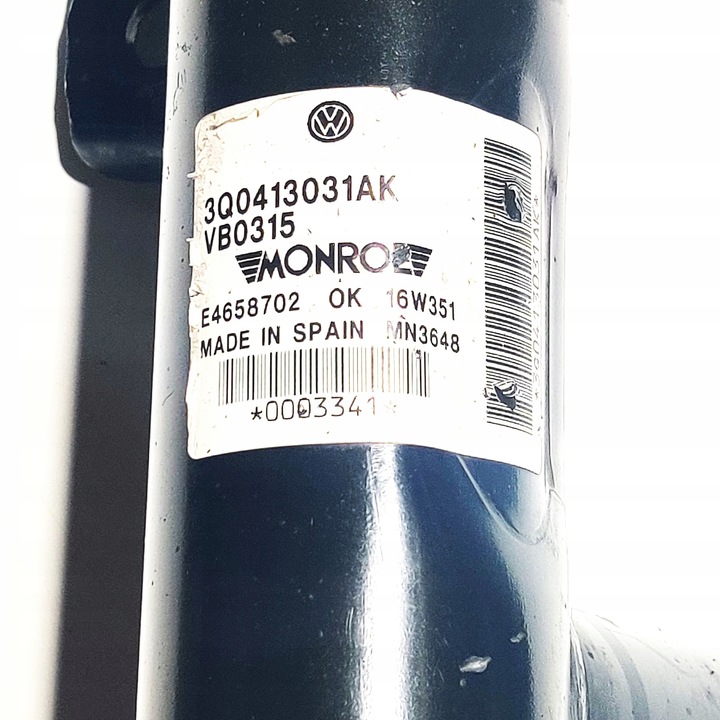 3Q0413031AK
VB0315
MONROE
E4658702 OK 16W351
MADE IN SPAIN MN3648
*0003341*